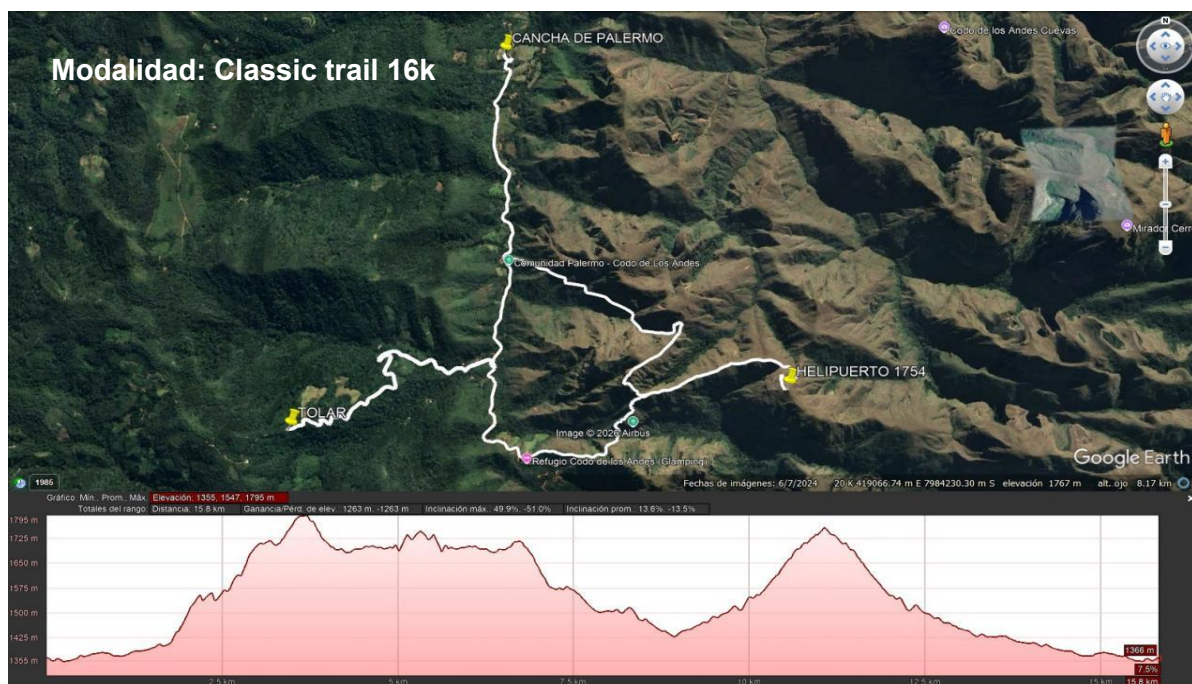 CANCHA DE PALERMO
Codo de los Andes Cuevas
N
Modalidad: Classic trail 16k
Mirador Cerr
Comunidad Palermo - Codo de Los Andes
HELIPUERTO 1754
TOLAR
Image © 2026 Airbus
Refugio Codo de los Andes (Glamping)
Google Earth
1985
Fechas de imágenes: 6/7/2024 20 K 419066.74 m E 7984230.30 m S elevación 1767 m alt. ojo 8.17 km
Gráfico: Mín., Prom., Máx. Elevación: 1355, 1547, 1795 m
Totales del rango: Distancia: 15.8 km Ganancia/Pérd. de elev.: 1263 m, -1263 m Inclinación máx.: 49.9%, -51.0% Inclinación prom.: 13.6%, -13.5%
1795 m
1725 m
1650 m
1575 m
1500 m
1425 m
1355 m
1366 m
7.5%
2.5 km 5 km 7.5 km 10 km 12.5 km 15 km 15.8 km